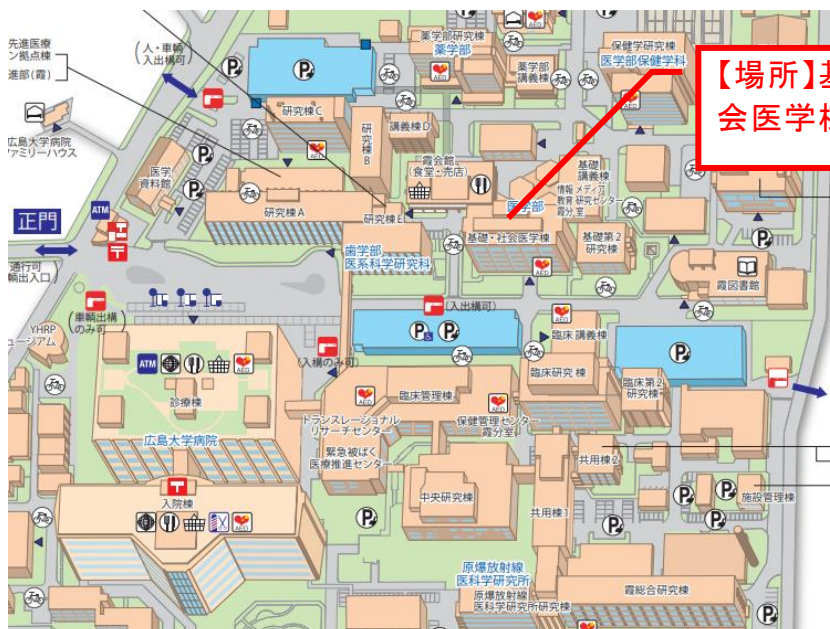 先進医療
ン拠点棟
進部(霞)
(人・車輌
入出構可)
薬学部研究棟
薬学部
薬学部
講義棟
保健学研究棟
医学部保健学科
【場所】基
会医学棟
広島大学病院
ファミリーハウス
医学
資料館
研究棟C
研究棟B
講義棟D
霞会館
(食堂・売店)
基礎
講義棟
情報メディア
教育研究センター
霞分室
医学部
研究棟A
研究棟E
基礎・社会医学棟
基礎第2
研究棟
正門
ATM
歯学部
医系科学研究科
霞図書館
通行可
輌出入口)
(車輌出構
のみ可)
(入出構可)
(入構のみ可)
YHRP
ュージアム
ATM
診療棟
臨床講義棟
臨床研究棟
臨床第2
研究棟
臨床管理棟
トランスレーショナル
リサーチセンター
保健管理センター
霞分室
広島大学病院
緊急被ばく
医療推進センター
共用棟2
入院棟
中央研究棟
共用棟1
施設管理棟
原爆放射線
医科学研究所
原爆放射線
医科学研究所研究棟
霞総合研究棟